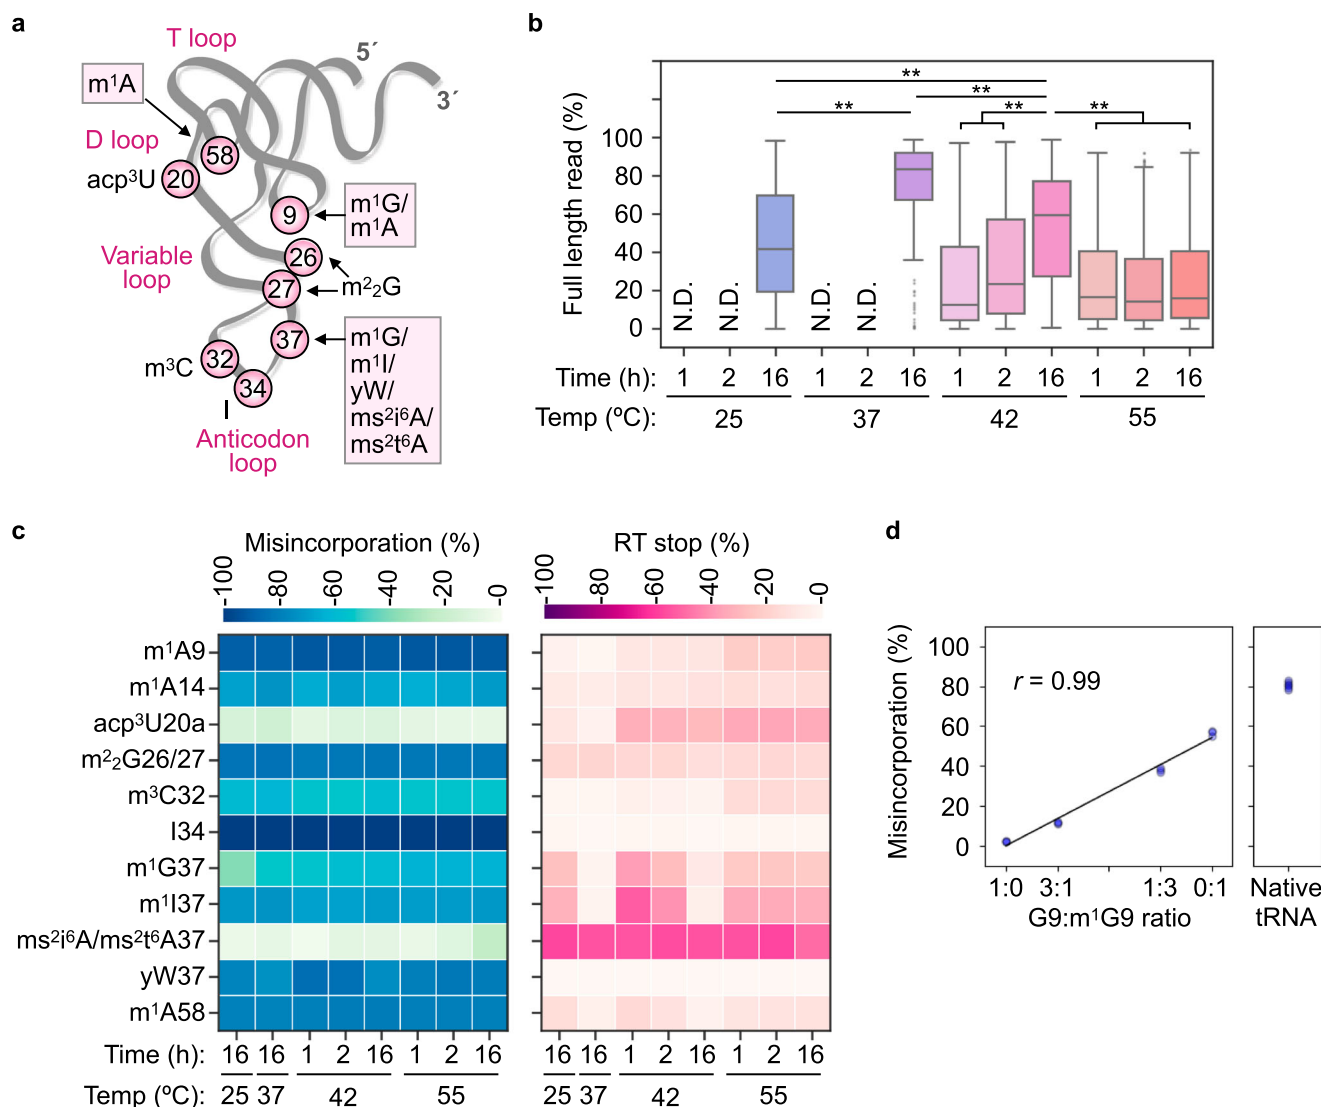 a
T loop
5´
3´
m¹A
D loop
58
acp³U
20
9
m¹G/
m¹A
Variable
loop
26
27
m²₂G
37
m¹G/
m¹I/
yW/
ms²i⁶A/
ms²t⁶A
m³C
32
34
I
Anticodon
loop
b
Full length read (%)
100
80
60
40
20
0
**
**
**
**
**
N.D.
N.D.
N.D.
N.D.
Time (h): 1 2 16 1 2 16 1 2 16 1 2 16
Temp (ºC): 25 37 42 55
c
Misincorporation (%)
-100 -80 -60 -40 -20 -0
RT stop (%)
-100 -80 -60 -40 -20 -0
m¹A9
m¹A14
acp³U20a
m²₂G26/27
m³C32
I34
m¹G37
m¹I37
ms²i⁶A/ms²t⁶A37
yW37
m¹A58
Time (h): 16 16 1 2 16 1 2 16
Temp (ºC): 25 37 42 55
16 16 1 2 16 1 2 16
25 37 42 55
d
Misincorporation (%)
100
80
60
40
20
0
r = 0.99
1:0 3:1 1:3 0:1
G9:m¹G9 ratio
Native
tRNA